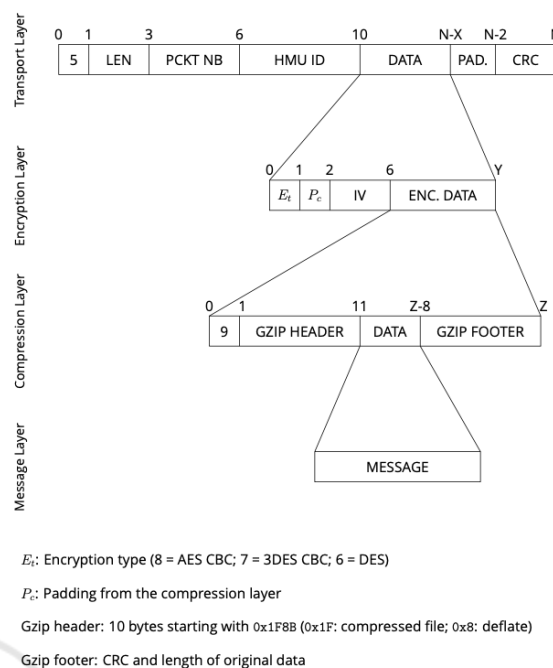 Transport Layer
0 1 3 6 10 N-X N-2 N
5 LEN PCKT NB HMU ID DATA PAD. CRC
Encryption Layer
0 1 2 6 Y
Et Pc IV ENC. DATA
Compression Layer
0 1 11 Z-8 Z
9 GZIP HEADER DATA GZIP FOOTER
Message Layer
MESSAGE
Et: Encryption type (8 = AES CBC; 7 = 3DES CBC; 6 = DES)
Pc: Padding from the compression layer
Gzip header: 10 bytes starting with 0x1F8B (0x1F: compressed file; 0x8: deflate)
Gzip footer: CRC and length of original data